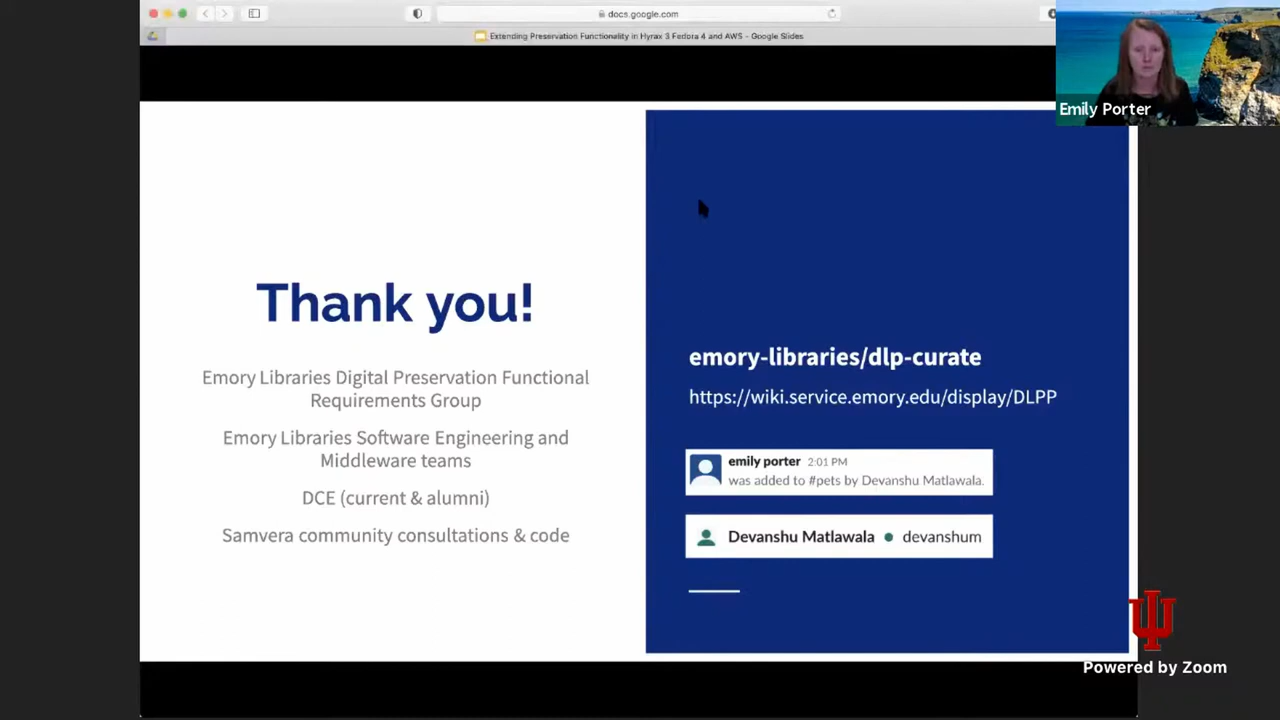 docs.google.com
Extending Preservation Functionality in Hyrax 3 Fedora 4 and AWS - Google Slides
Emily Porter
Thank you!
Emory Libraries Digital Preservation Functional
Requirements Group
Emory Libraries Software Engineering and
Middleware teams
DCE (current & alumni)
Samvera community consultations & code
emory-libraries/dlp-curate
https://wiki.service.emory.edu/display/DLPP
emily porter 2:01 PM
was added to #pets by Devanshu Matlawala.
Devanshu Matlawala devanshum
Powered by Zoom